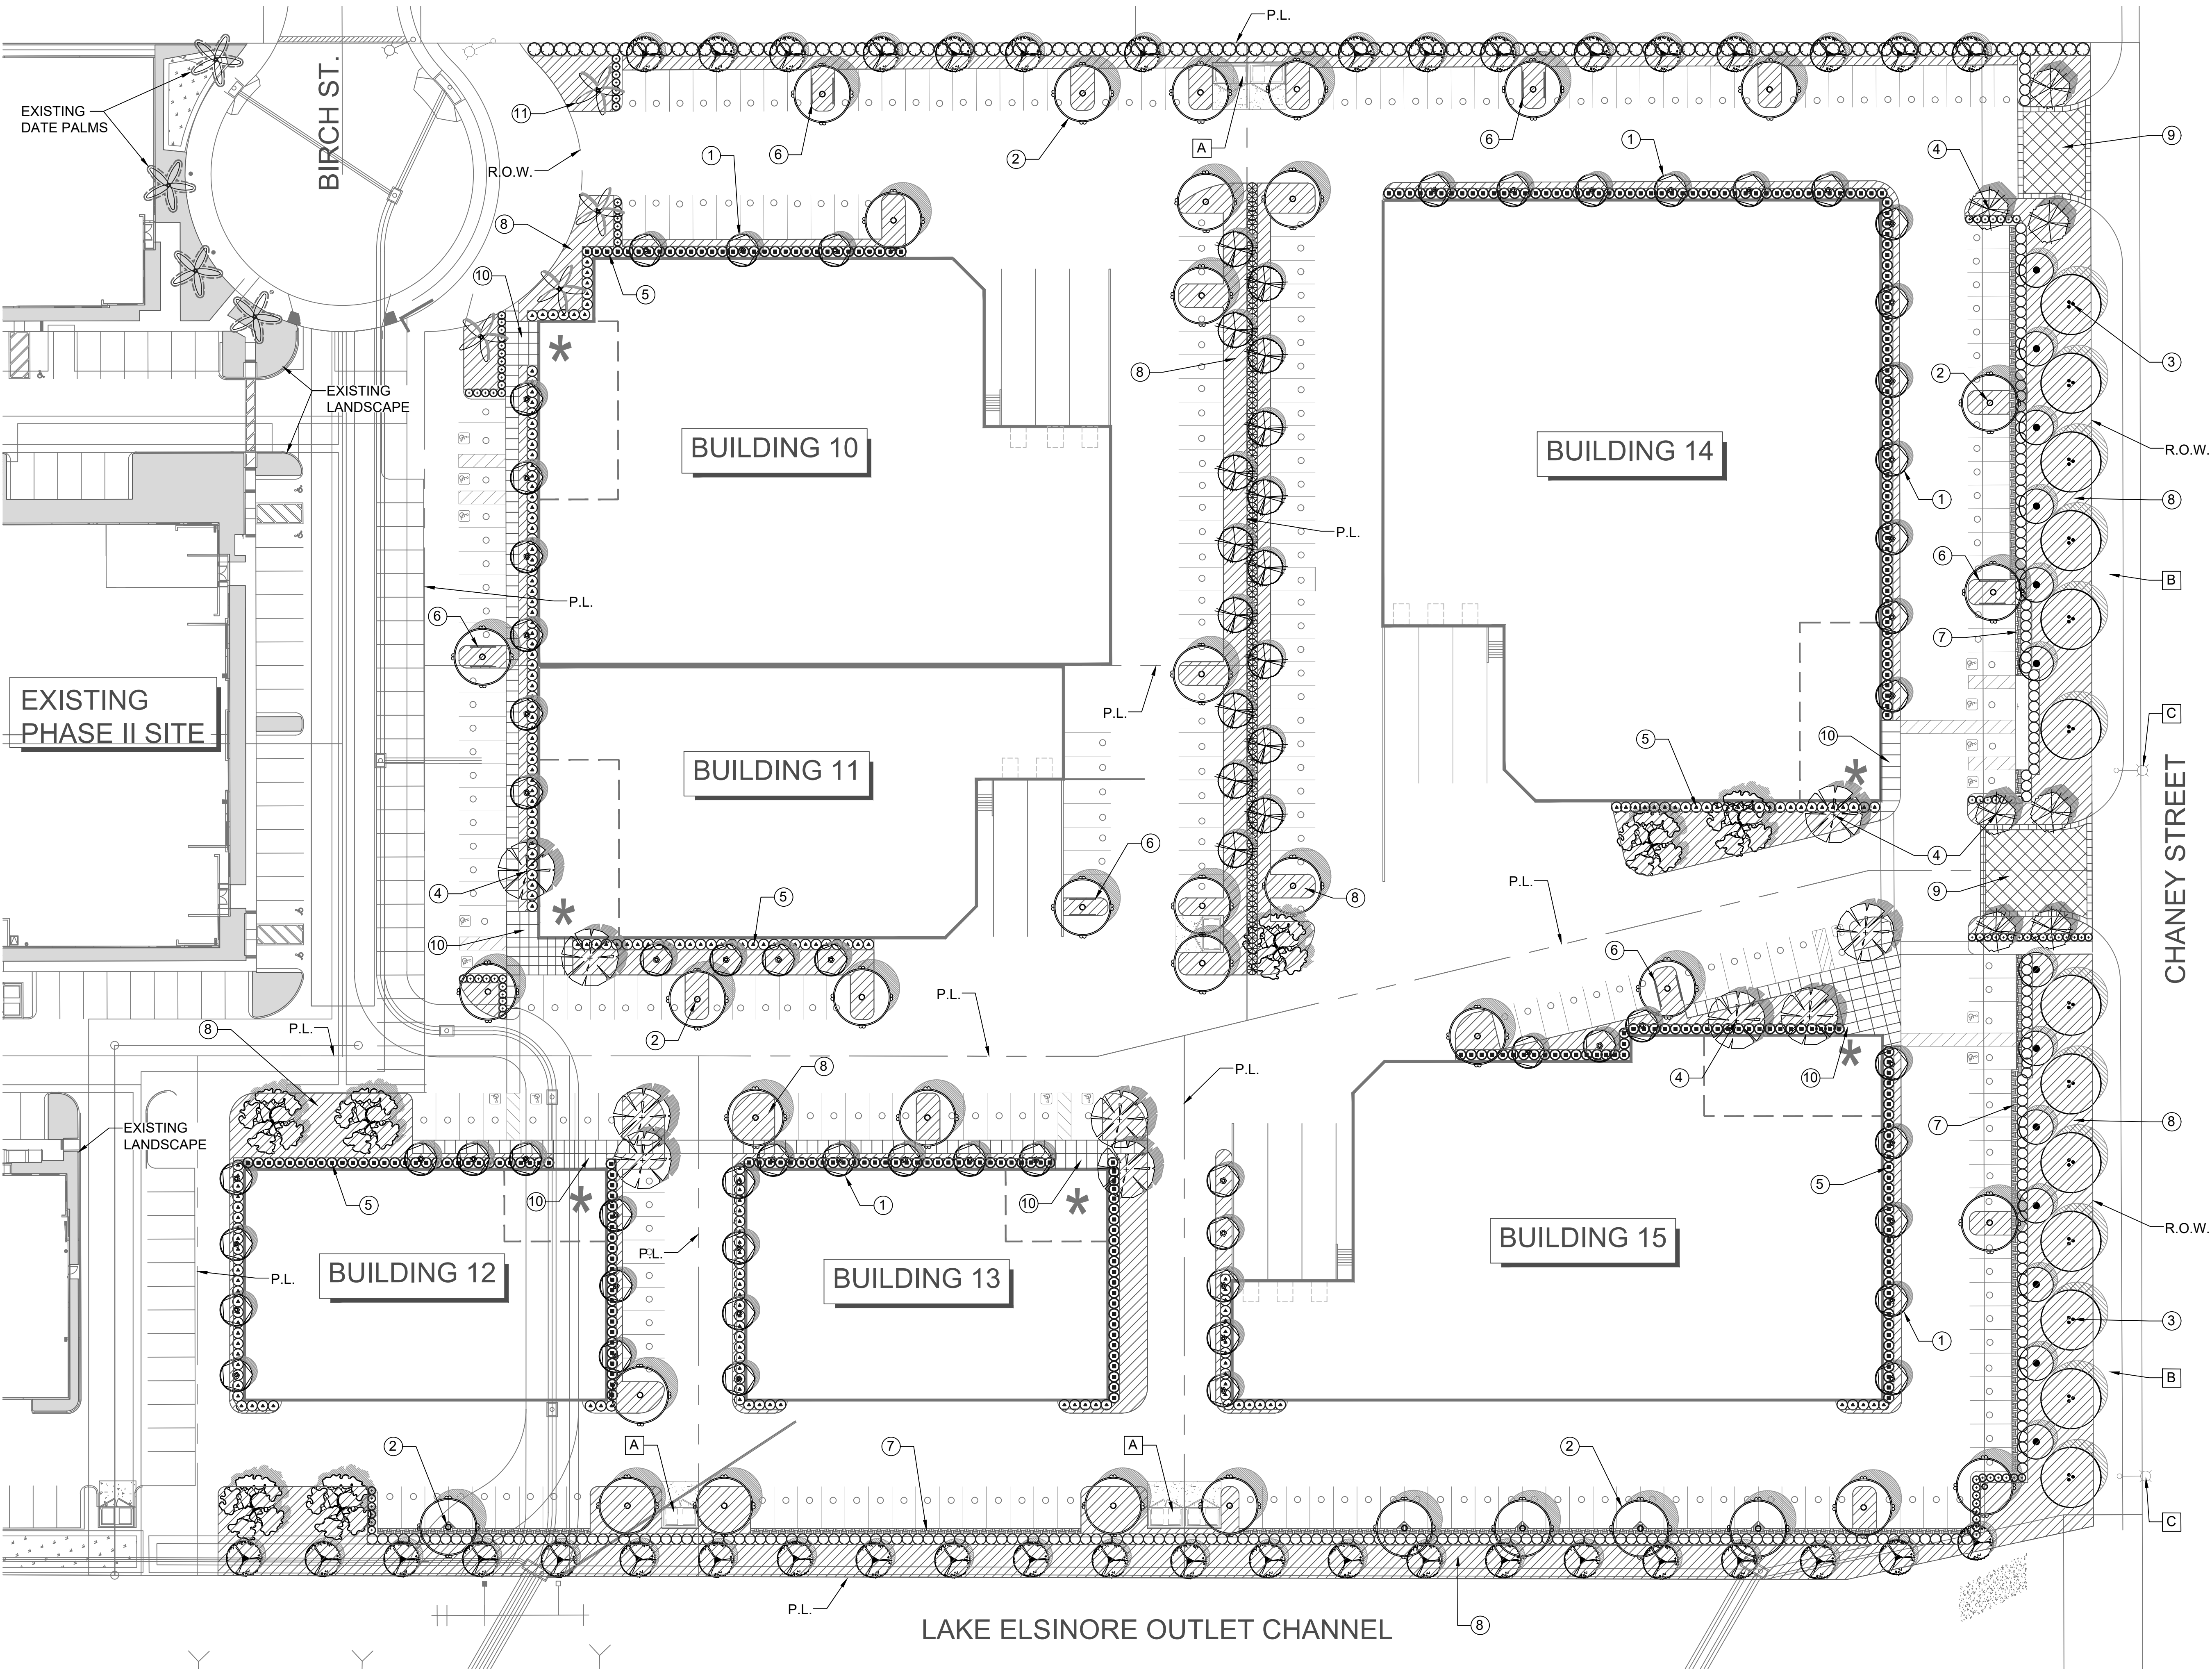 P.L.
EXISTING
DATE PALMS
BIRCH ST.
11
R.O.W.
1
6
2
A
6
1
4
9
8
10
5
8
3
2
EXISTING
LANDSCAPE
BUILDING 10
BUILDING 14
R.O.W.
1
8
P.L.
6
B
P.L.
6
7
EXISTING
PHASE II SITE
P.L.
C
BUILDING 11
5
10
CHANEY STREET
6
4
4
P.L.
9
5
8
10
6
P.L.
8
P.L.
2
8
P.L.
4
10
EXISTING
LANDSCAPE
7
8
5
10
1
10
5
R.O.W.
P.L.
P.L.
BUILDING 12
BUILDING 13
BUILDING 15
3
1
B
2
A
7
A
2
C
P.L.
LAKE ELSINORE OUTLET CHANNEL
8